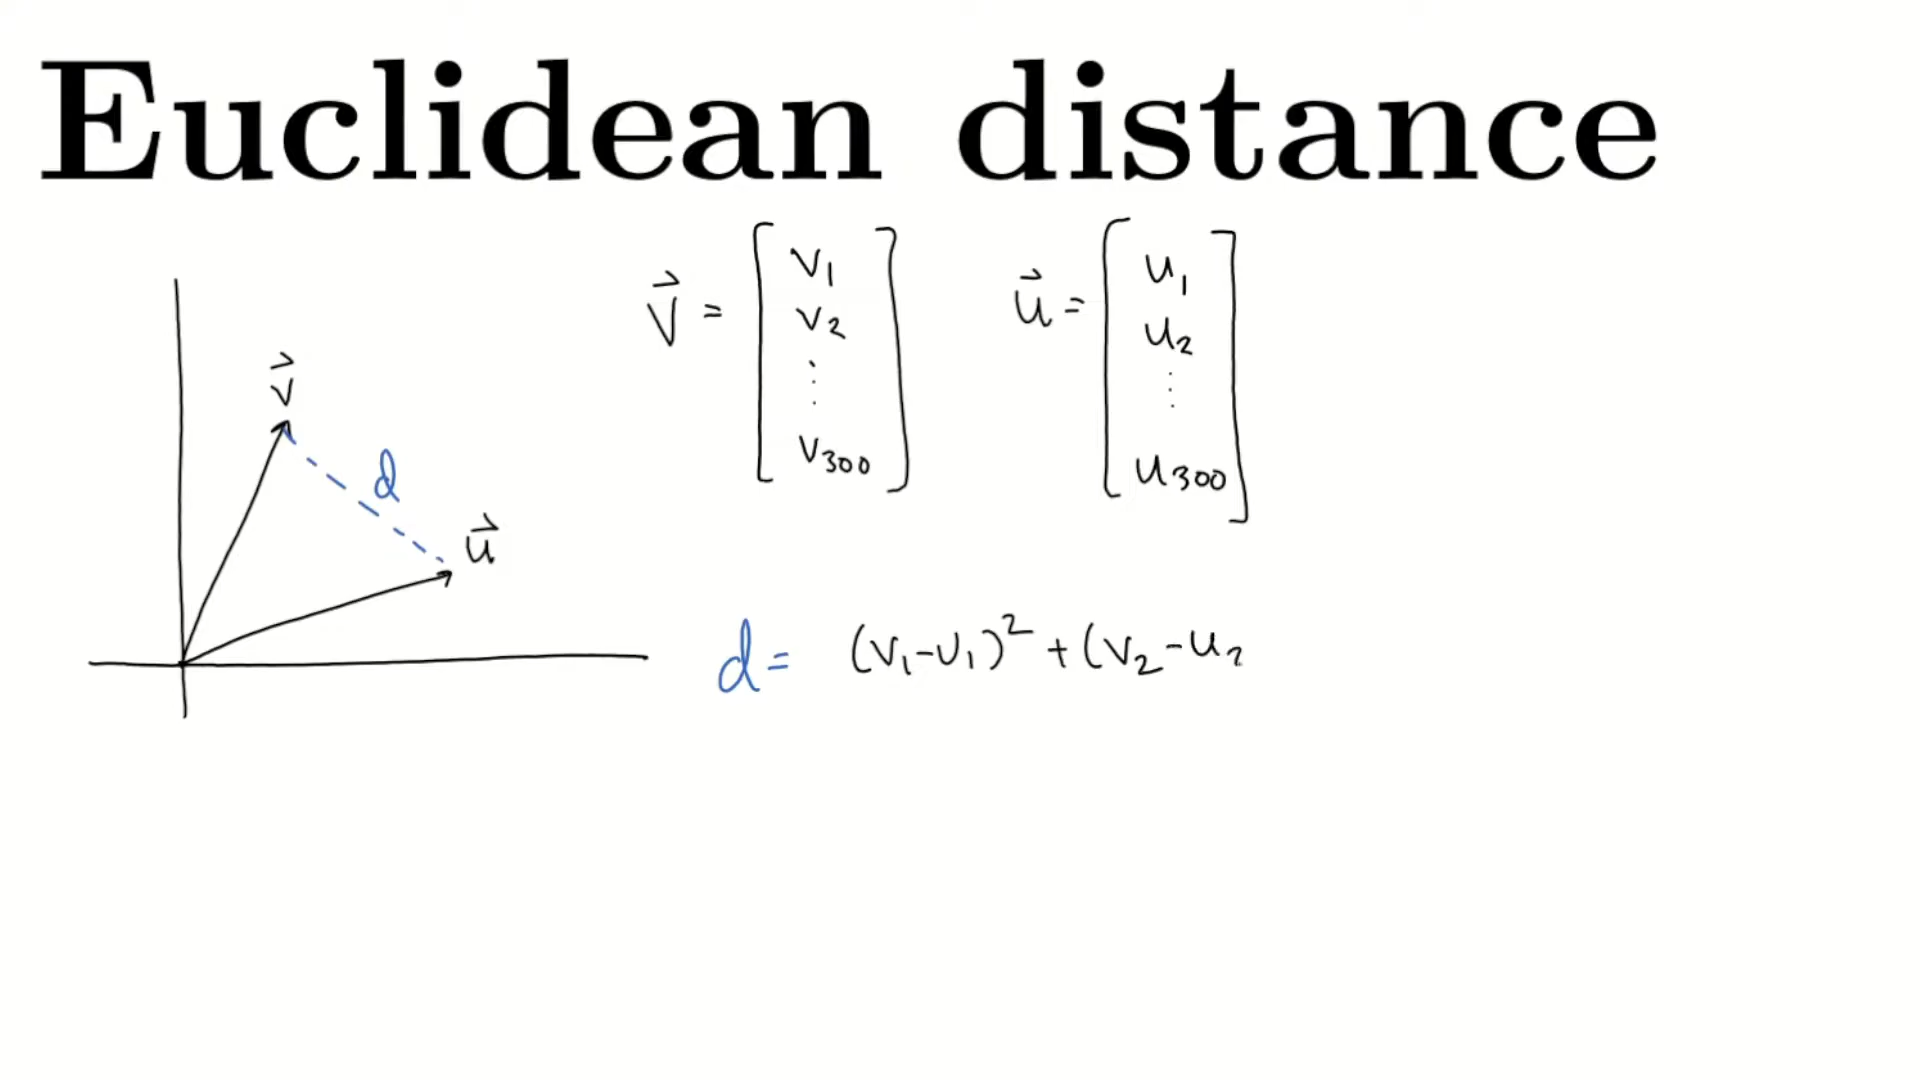 Euclidean distance
v⃗ = [v₁ v₂ ⋮ v₃₀₀]
u⃗ = [u₁ u₂ ⋮ u₃₀₀]
v⃗
d
u⃗
d = (v₁-u₁)² + (v₂-u₂